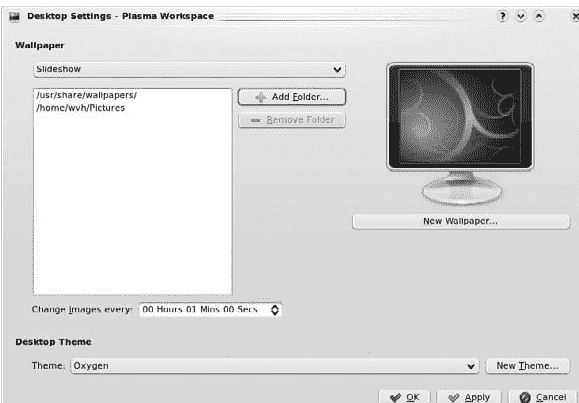 Desktop Settings - Plasma Workspace
Wallpaper
Slideshow
/usr/share/wallpapers/
/home/wvh/Pictures
Add Folder...
Remove Folder
New Wallpaper...
Change Images every: 00 Hours 01 Mins 00 Secs
Desktop Theme
Theme: Oxygen New Theme...
OK Apply Cancel